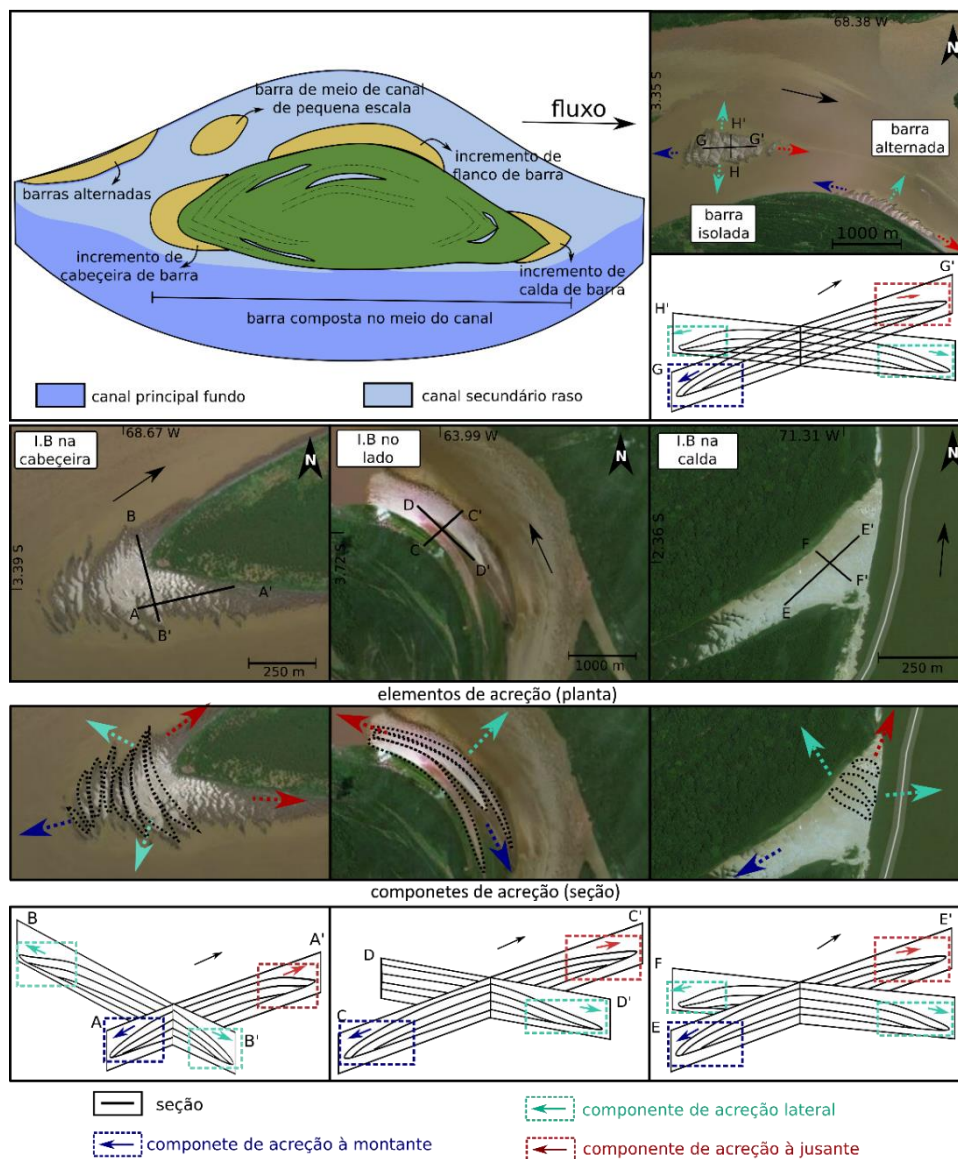 barra de meio de canal
de pequena escala
fluxo
incremento de
flanco de barra
barras alternadas
incremento de
cabeçeira de barra
incremento de
calda de barra
barra composta no meio do canal
canal principal fundo
canal secundário raso
68.38 W
3.35 S
N
H'
G
G'
H
barra
alternada
barra
isolada
1000 m
G'
H'
G
I.B na
cabeçeira
68.67 W
N
B
3.39 S
A
A'
B'
250 m
I.B no
lado
63.99 W
N
D
C'
3.72 S
C
D'
1000 m
I.B na
calda
71.31 W
N
2.36 S
E'
F
F'
E
250 m
elementos de acreção (planta)
componetes de acreção (seção)
B
A'
A
B'
C'
D
D'
C
E'
F
E
seção
componente de acreção lateral
componete de acreção à montante
componente de acreção à jusante